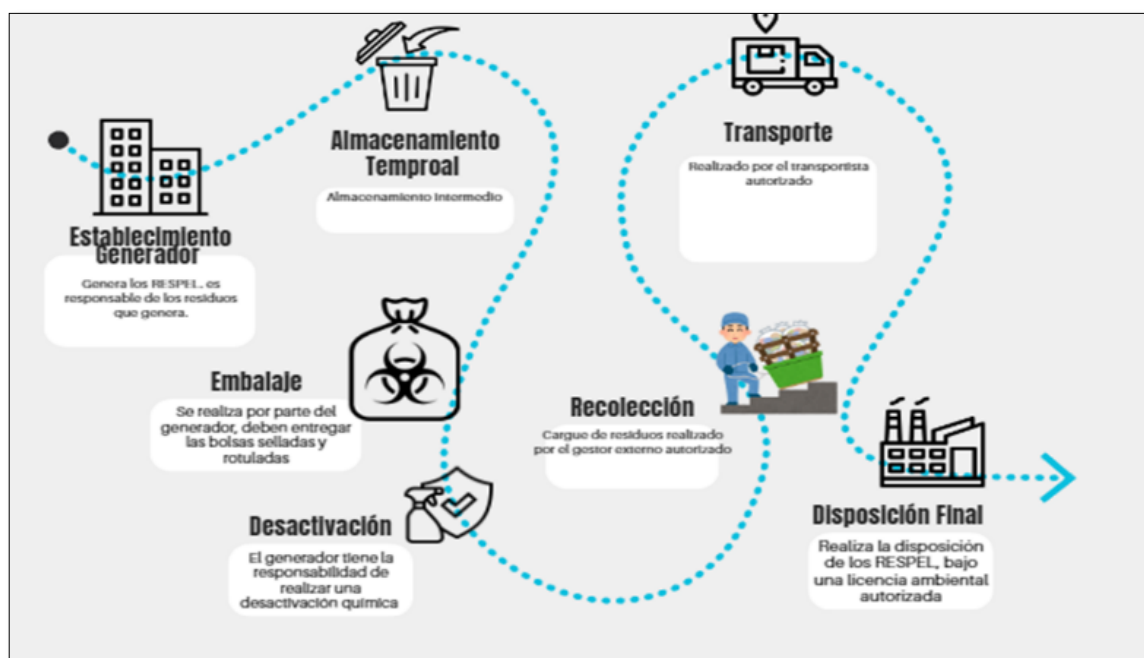 Establecimiento
Generador
Genera los RESPEL. es
responsable de los residuos
que genera.
Almacenamiento
Temproal
Almacenamiento Intermedio
Embalaje
Se realiza por parte del
generador, deben entregar
las bolsas selladas y
rotuladas
Desactivación
El generador tiene la
responsabilidad de
realizar una
desactivación química
Recolección
Cargue de residuos realizado
por el gestor externo autorizado
Transporte
Realizado por el transportista
autorizado
Disposición Final
Realiza la disposición
de los RESPEL, bajo
una licencia ambiental
autorizada